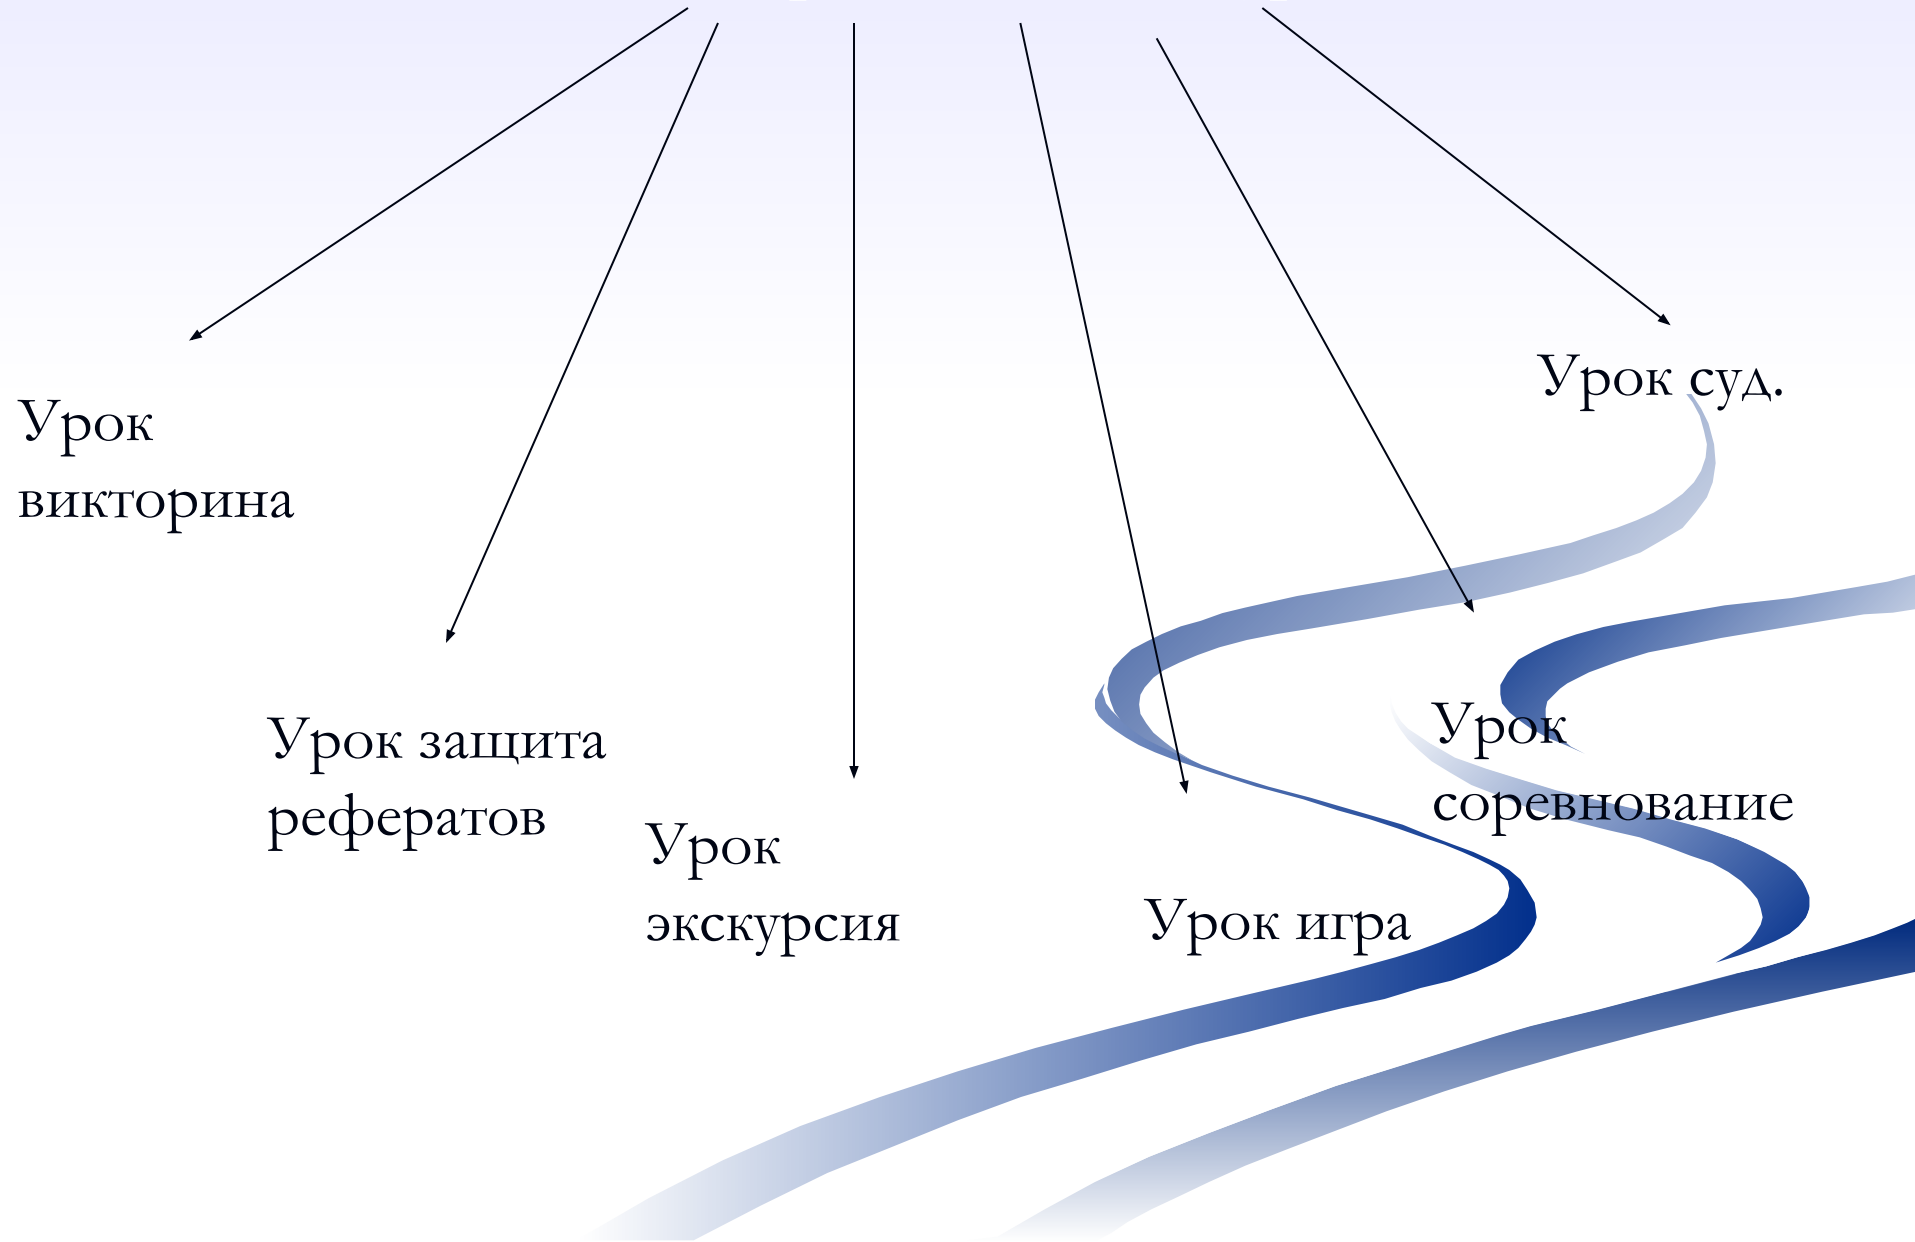 Урок
викторина
Урок защита
рефератов
Урок
экскурсия
Урок игра
Урок
соревнование
Урок суд.